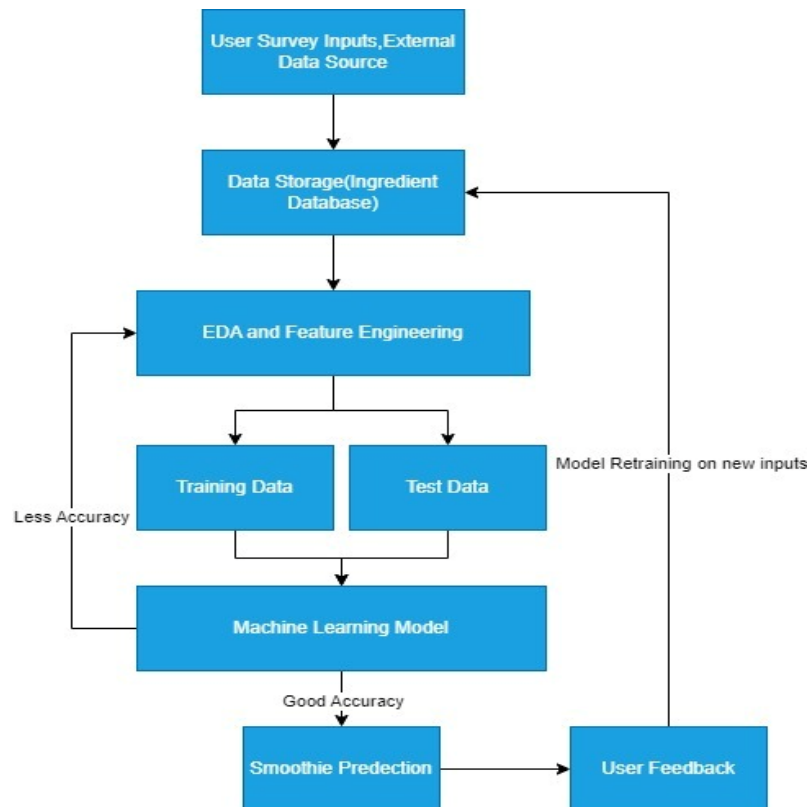 User Survey Inputs,External
Data Source
Data Storage(Ingredient
Database)
EDA and Feature Engineering
Training Data
Test Data
Model Retraining on new inputs
Less Accuracy
Machine Learning Model
Good Accuracy
Smoothie Predection
User Feedback